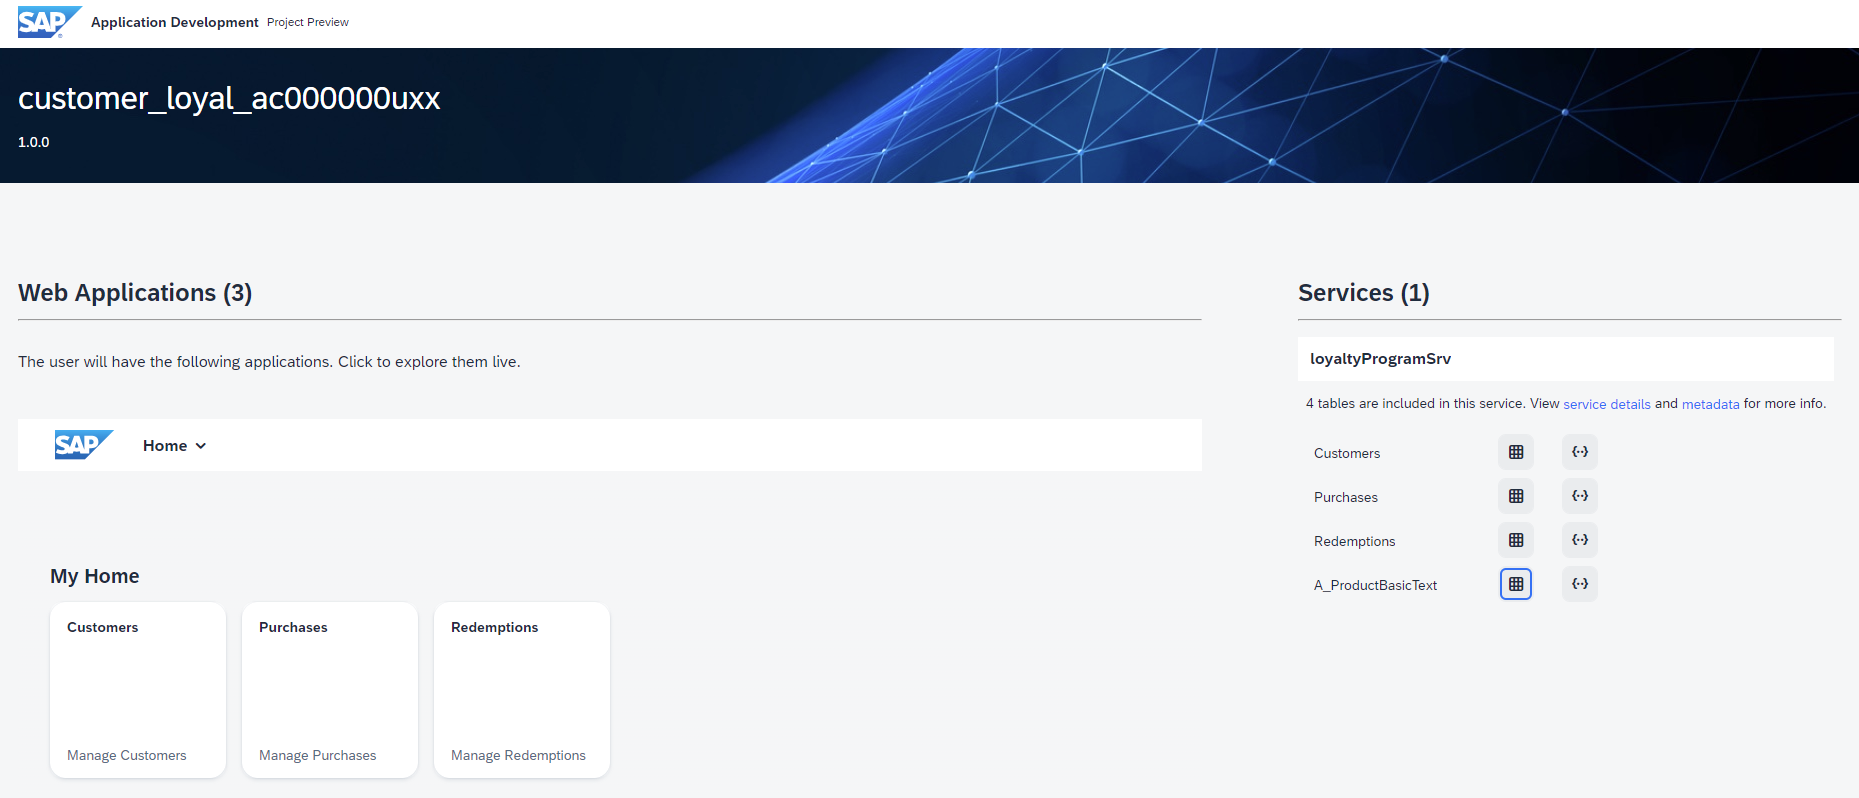 SAP Application Development Project Preview
customer_loyal_ac000000uxx
1.0.0
Web Applications (3)
The user will have the following applications. Click to explore them live.
SAP Home
My Home
Customers
Manage Customers
Purchases
Manage Purchases
Redemptions
Manage Redemptions
Services (1)
loyaltyProgramSrv
4 tables are included in this service. View service details and metadata for more info.
Customers
Purchases
Redemptions
A_ProductBasicText